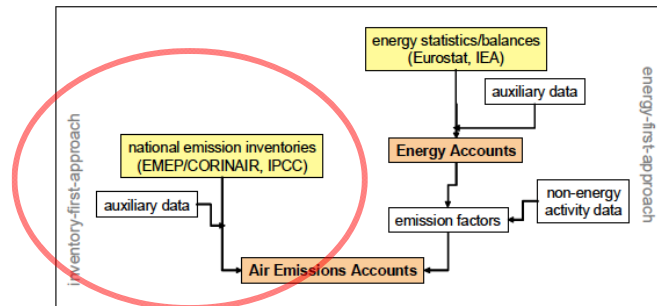 energy statistics/balances
(Eurostat, IEA)
auxiliary data
energy-first-approach
inventory-first-approach
national emission inventories
(EMEP/CORINAIR, IPCC)
Energy Accounts
auxiliary data
emission factors
non-energy
activity data
Air Emissions Accounts